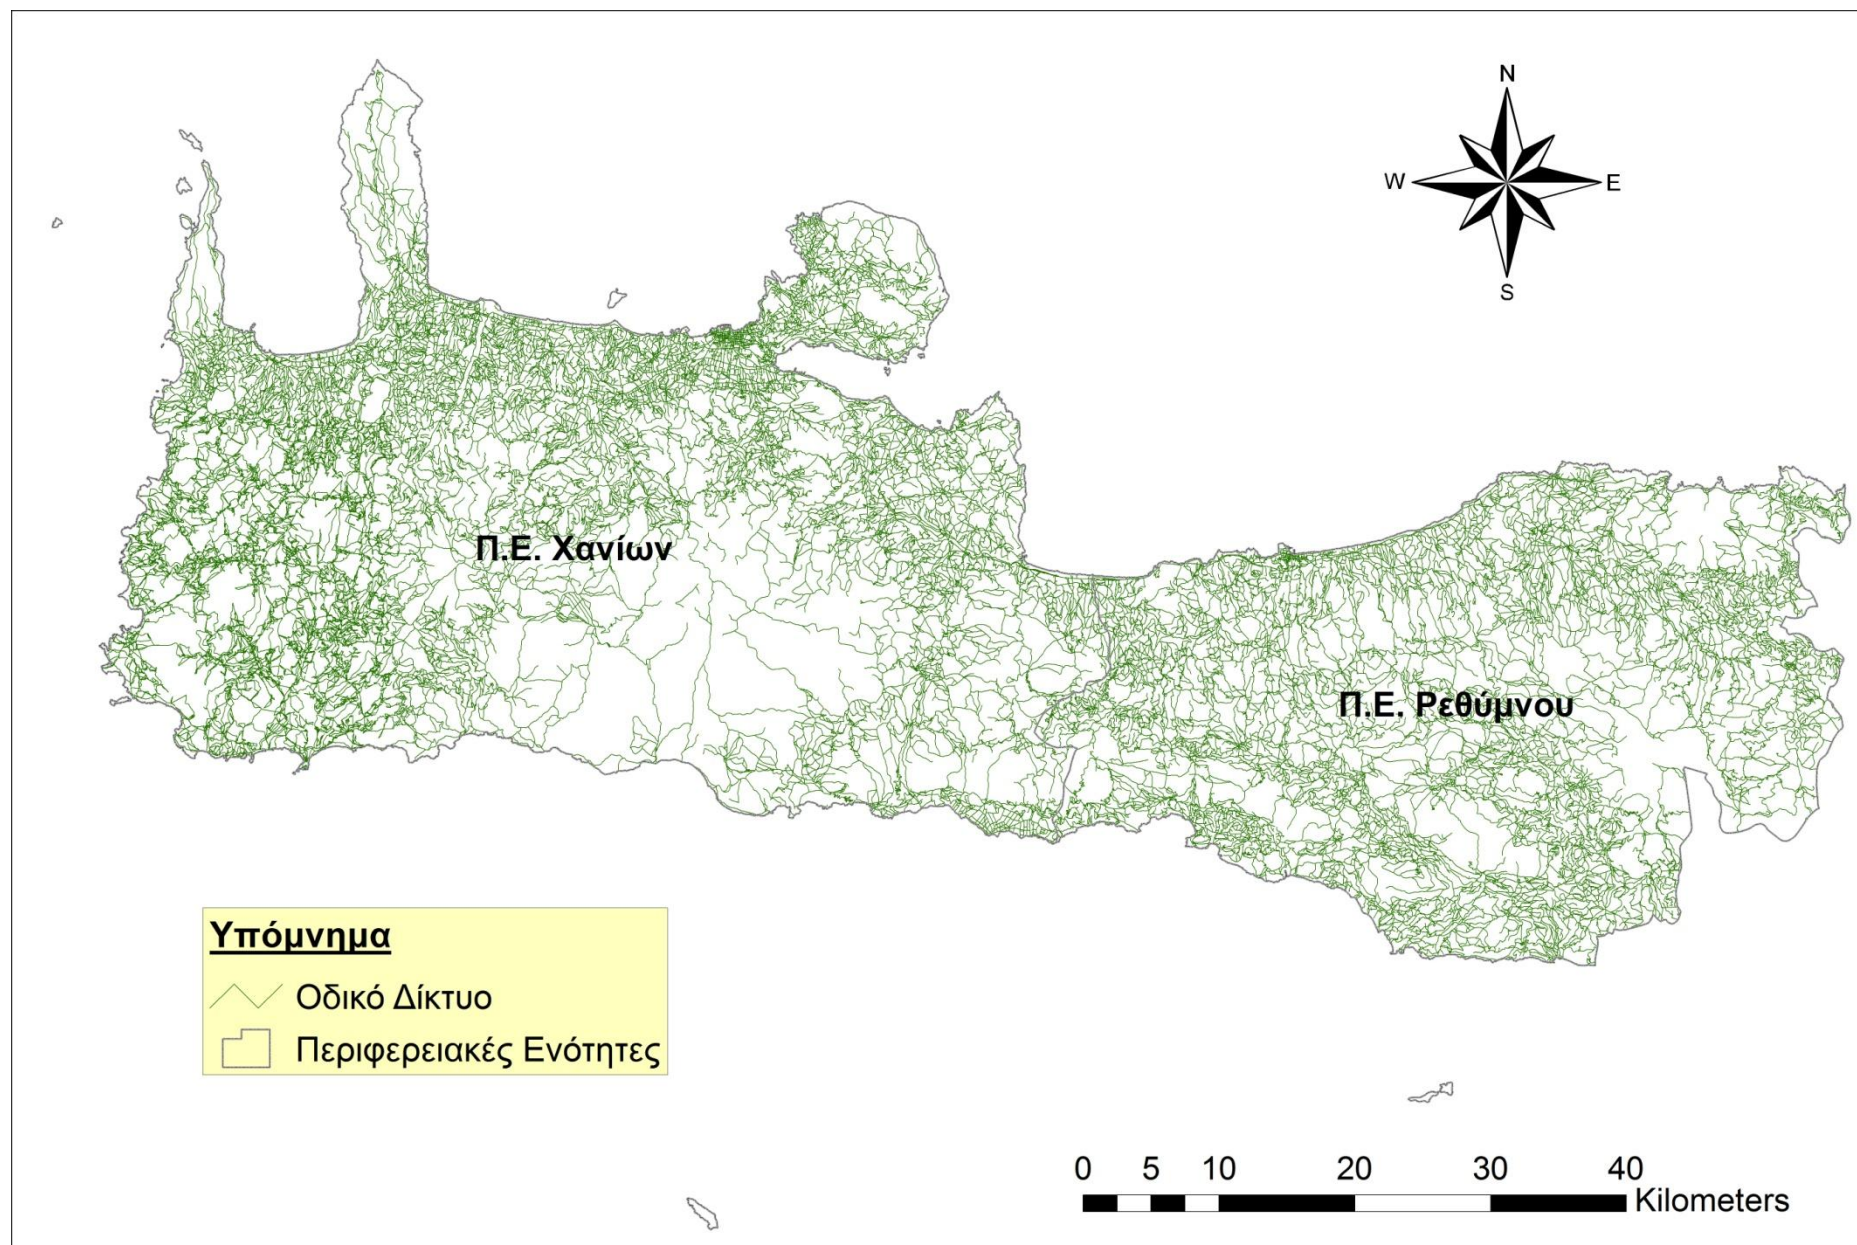 N
W
E
S
Π.Ε. Χανίων
Π.Ε. Ρεθύμνου
Υπόμνημα
Οδικό Δίκτυο
Περιφερειακές Ενότητες
0 5 10 20 30 40
Kilometers